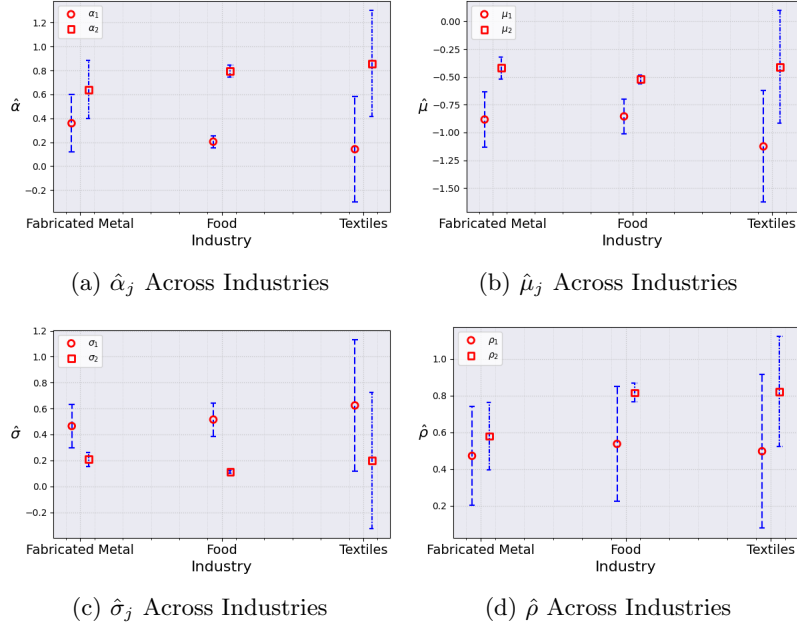 α₁
α₂
1.2
1.0
0.8
0.6
0.4
0.2
0.0
−0.2
α̂
Fabricated Metal Food Textiles
Industry
(a) α̂ⱼ Across Industries
μ₁
μ₂
0.00
−0.25
−0.50
−0.75
−1.00
−1.25
−1.50
μ̂
Fabricated Metal Food Textiles
Industry
(b) μ̂ⱼ Across Industries
σ₁
σ₂
1.2
1.0
0.8
0.6
0.4
0.2
0.0
−0.2
σ̂
Fabricated Metal Food Textiles
Industry
(c) σ̂ⱼ Across Industries
ρ₁
ρ₂
1.0
0.8
0.6
0.4
0.2
ρ̂
Fabricated Metal Food Textiles
Industry
(d) ρ̂ Across Industries